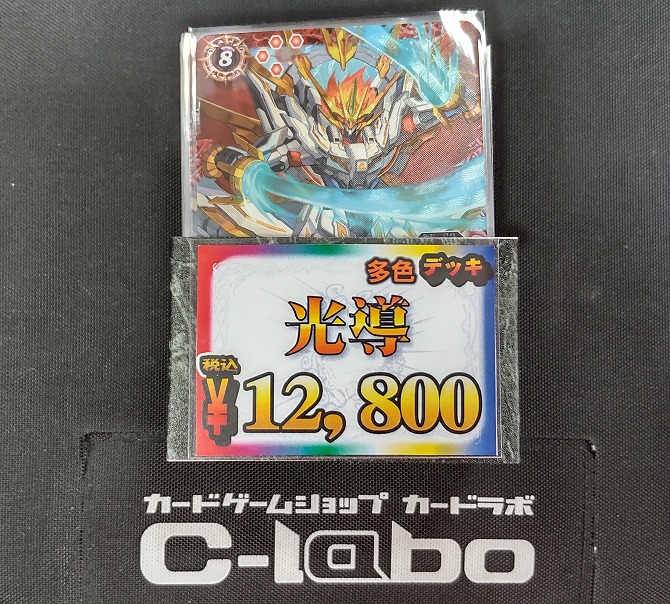 8
多色 デッキ
光導
税込
¥12,800
カードゲームショップ カードラボ
C-labo